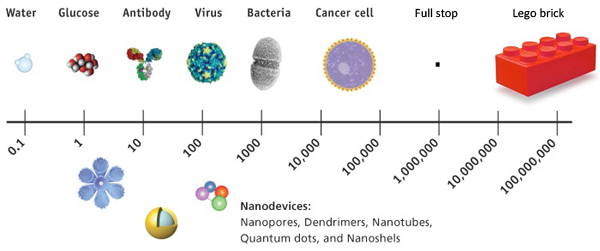 Water Glucose Antibody Virus Bacteria Cancer cell Full stop Lego brick
0.1 1 10 100 1000 10,000 100,000 1,000,000 10,000,000 100,000,000
Nanodevices:
Nanopores, Dendrimers, Nanotubes,
Quantum dots, and Nanoshels